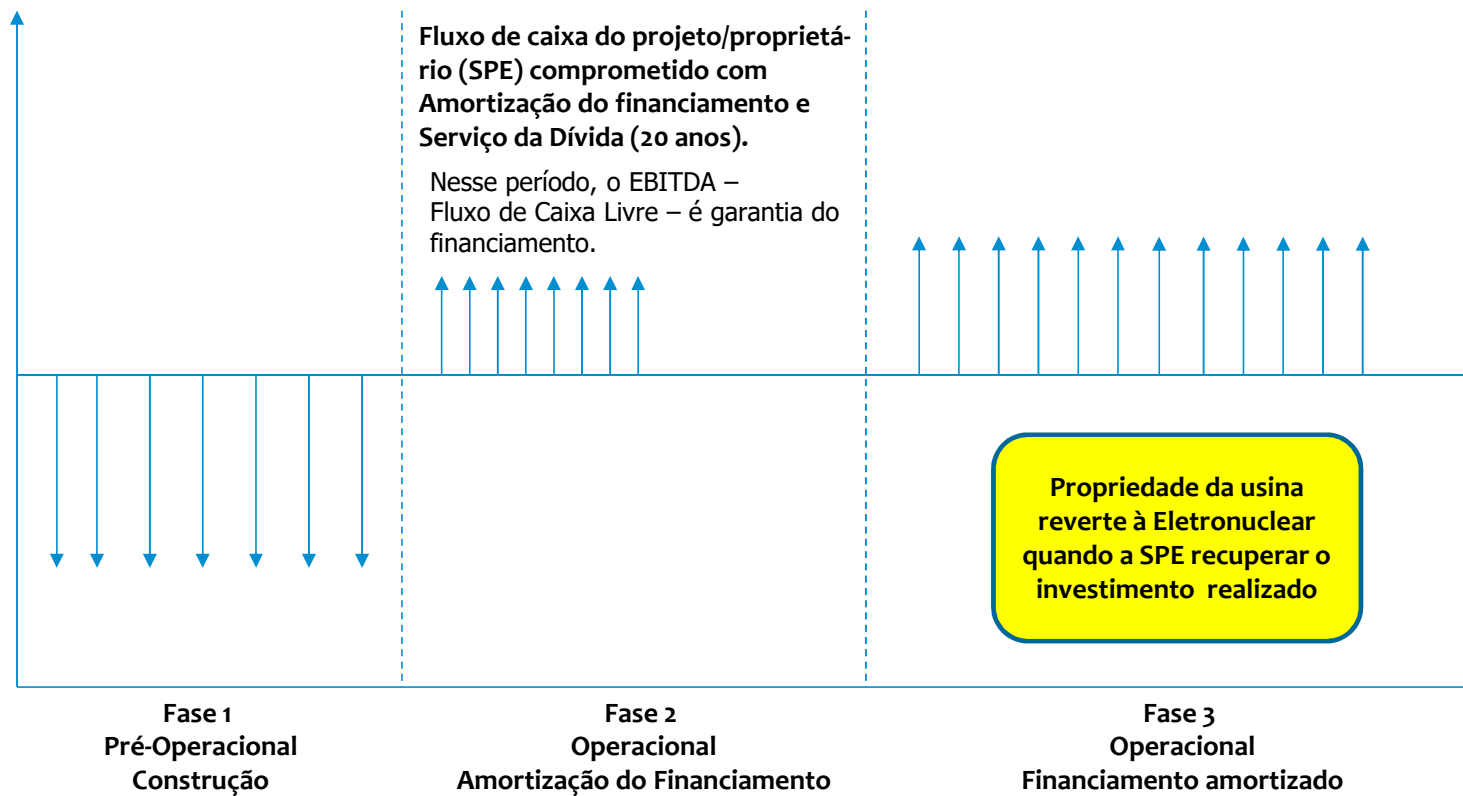 Fluxo de caixa do projeto/proprietá-
rio (SPE) comprometido com
Amortização do financiamento e
Serviço da Dívida (20 anos).
Nesse período, o EBITDA –
Fluxo de Caixa Livre – é garantia do
financiamento.
Propriedade da usina
reverte à Eletronuclear
quando a SPE recuperar o
investimento realizado
Fase 1
Pré-Operacional
Construção
Fase 2
Operacional
Amortização do Financiamento
Fase 3
Operacional
Financiamento amortizado